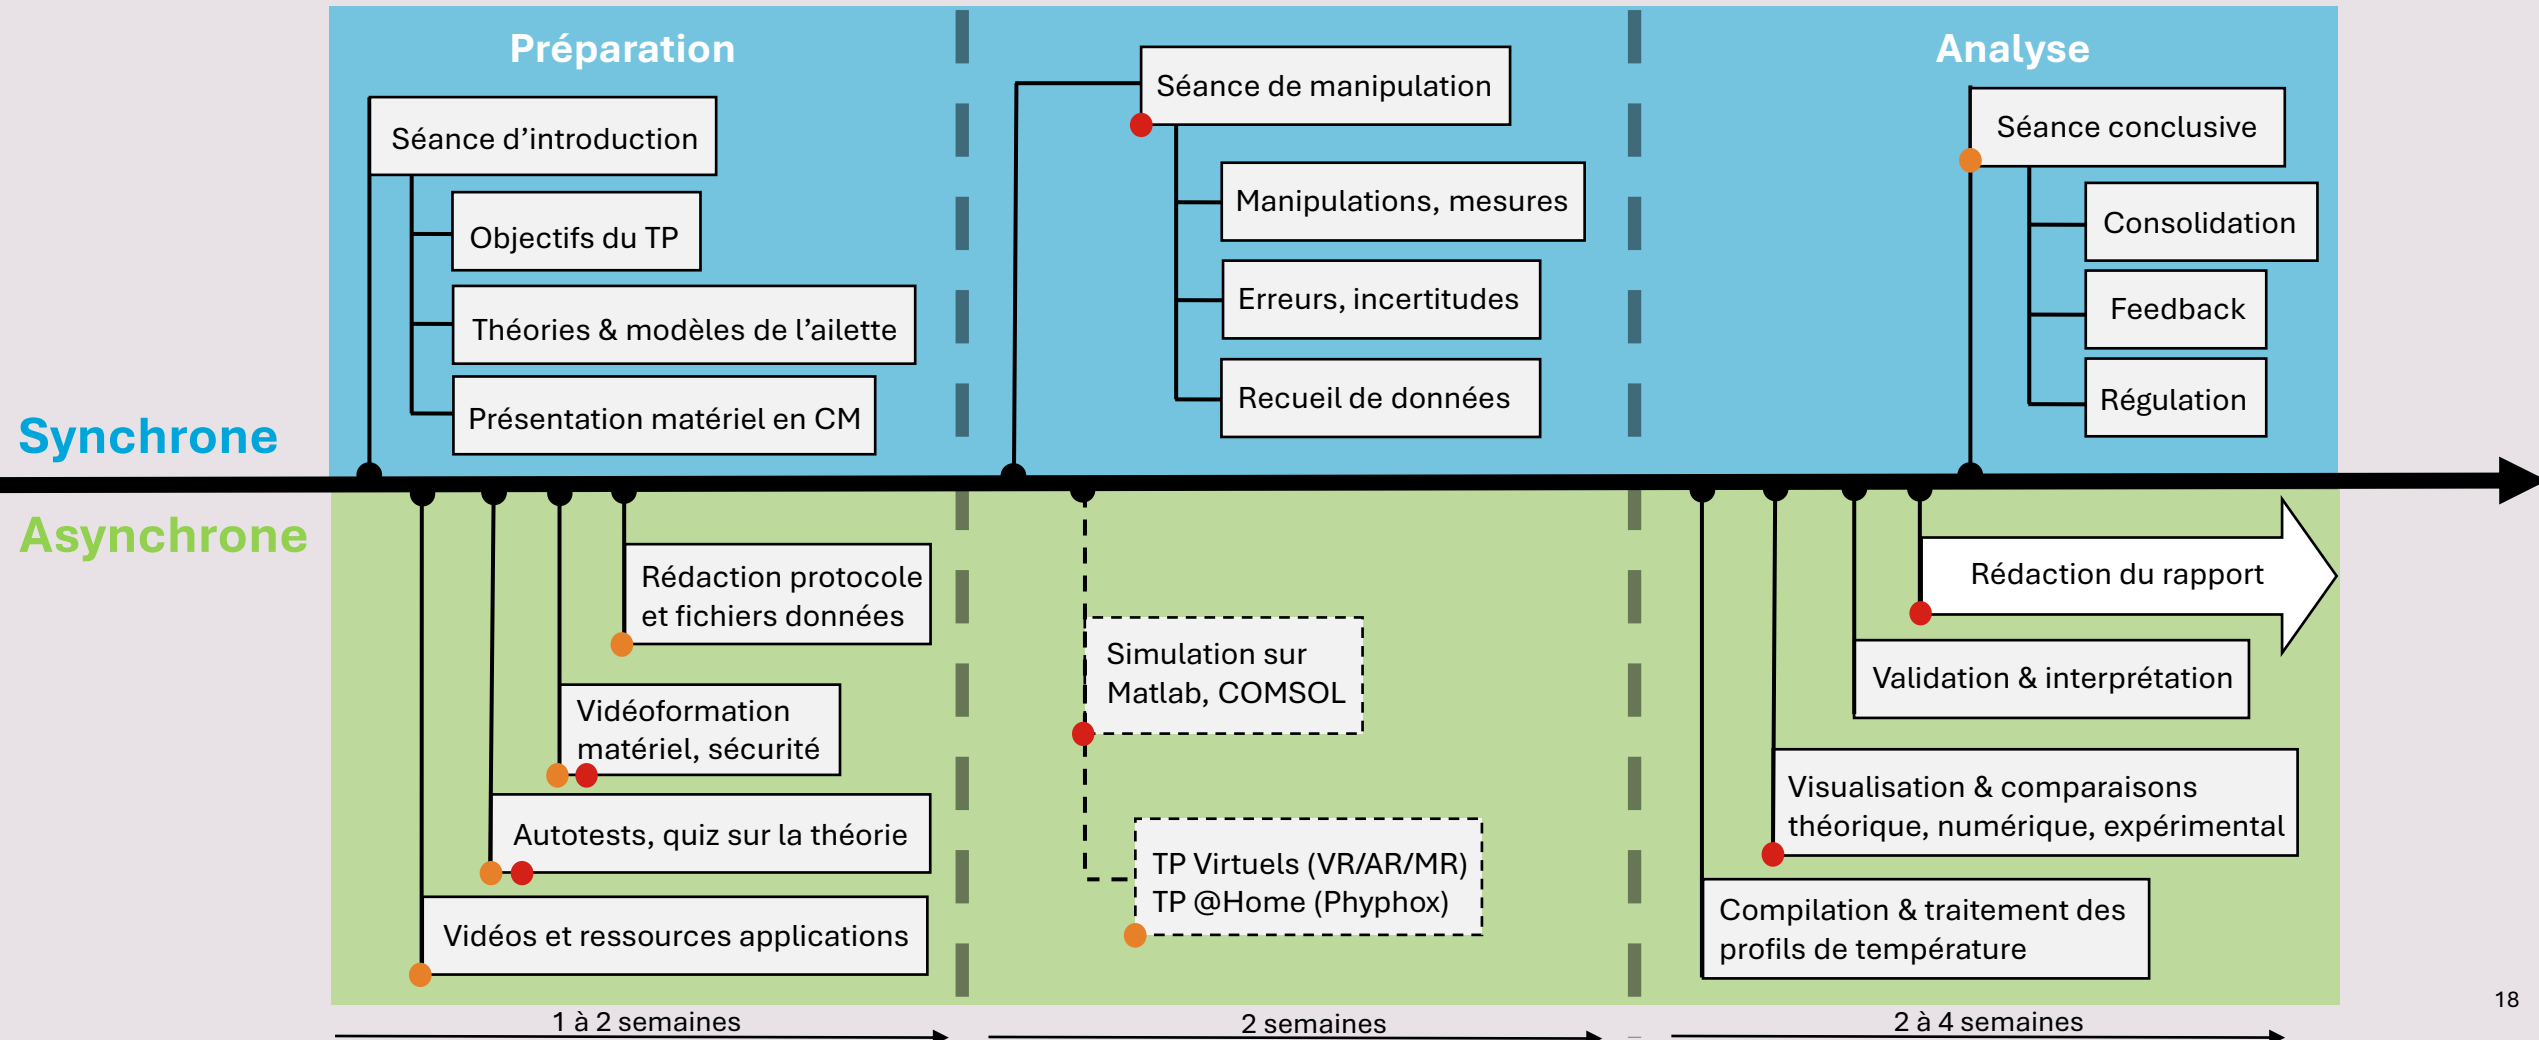 Préparation
Séance d’introduction
Objectifs du TP
Théories & modèles de l’ailette
Présentation matériel en CM
Séance de manipulation
Manipulations, mesures
Erreurs, incertitudes
Recueil de données
Analyse
Séance conclusive
Consolidation
Feedback
Régulation
Synchrone
Asynchrone
Rédaction protocole
et fichiers données
Vidéoformation
matériel, sécurité
Autotests, quiz sur la théorie
Vidéos et ressources applications
Simulation sur
Matlab, COMSOL
TP Virtuels (VR/AR/MR)
TP @Home (Phyphox)
Rédaction du rapport
Validation & interprétation
Visualisation & comparaisons
théorique, numérique, expérimental
Compilation & traitement des
profils de température
1 à 2 semaines
2 semaines
2 à 4 semaines
18